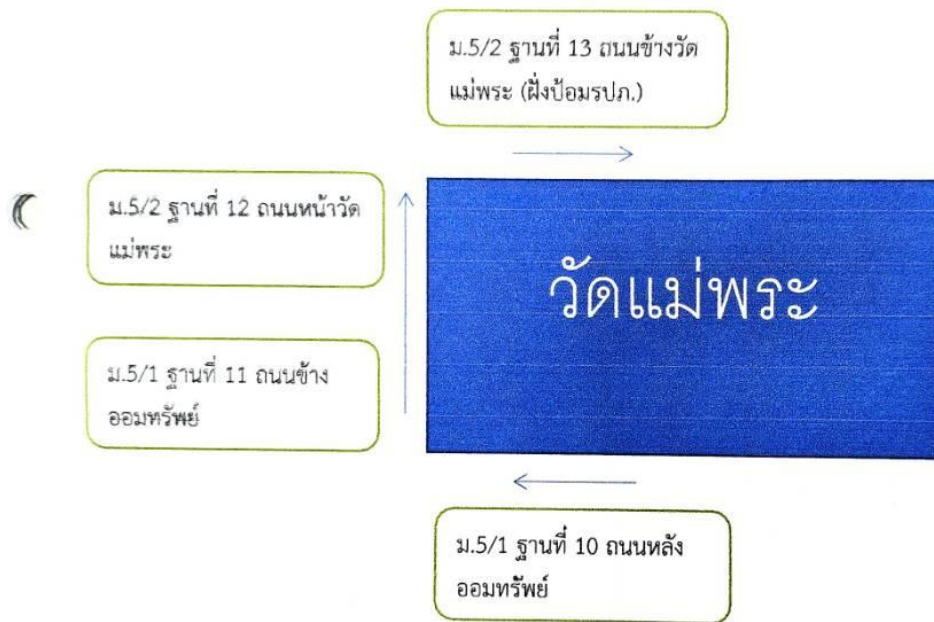 ม.5/2 ฐานที่ 13 ถนนข้างวัด
แม่พระ (ฝั่งป้อมรปภ.)
ม.5/2 ฐานที่ 12 ถนนหน้าวัด
แม่พระ
วัดแม่พระ
ม.5/1 ฐานที่ 11 ถนนข้าง
ออมทรัพย์
ม.5/1 ฐานที่ 10 ถนนหลัง
ออมทรัพย์